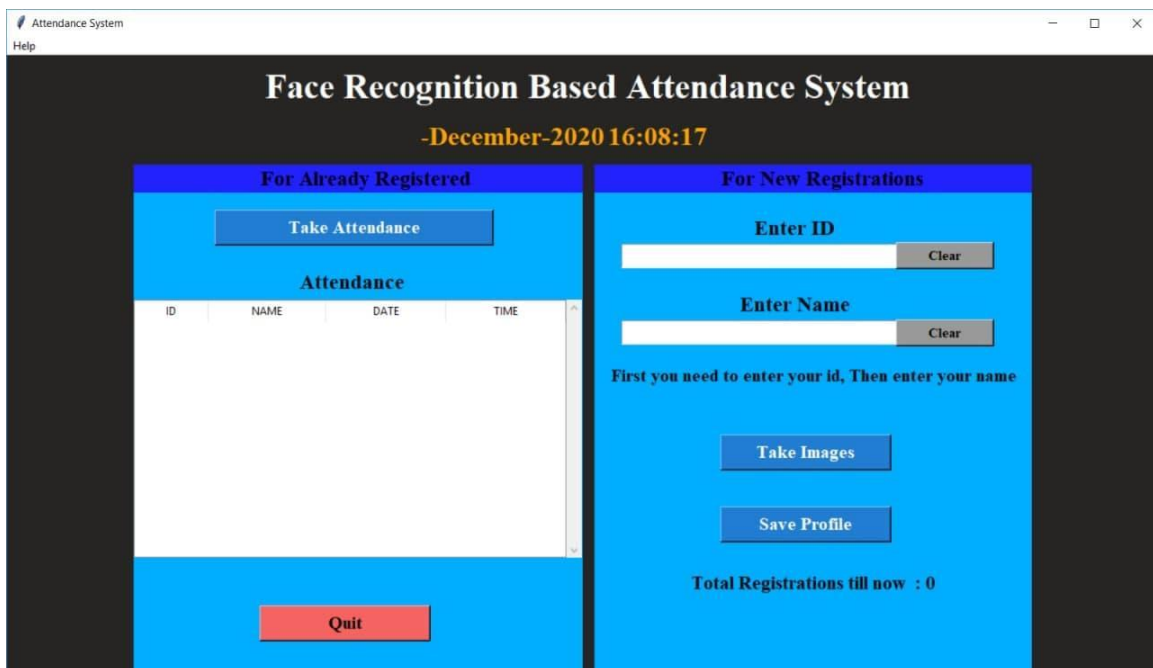 Attendance System
Help
Face Recognition Based Attendance System
-December-2020 16:08:17
For Already Registered
Take Attendance
Attendance
ID NAME DATE TIME
Quit
For New Registrations
Enter ID
Clear
Enter Name
Clear
First you need to enter your id, Then enter your name
Take Images
Save Profile
Total Registrations till now : 0